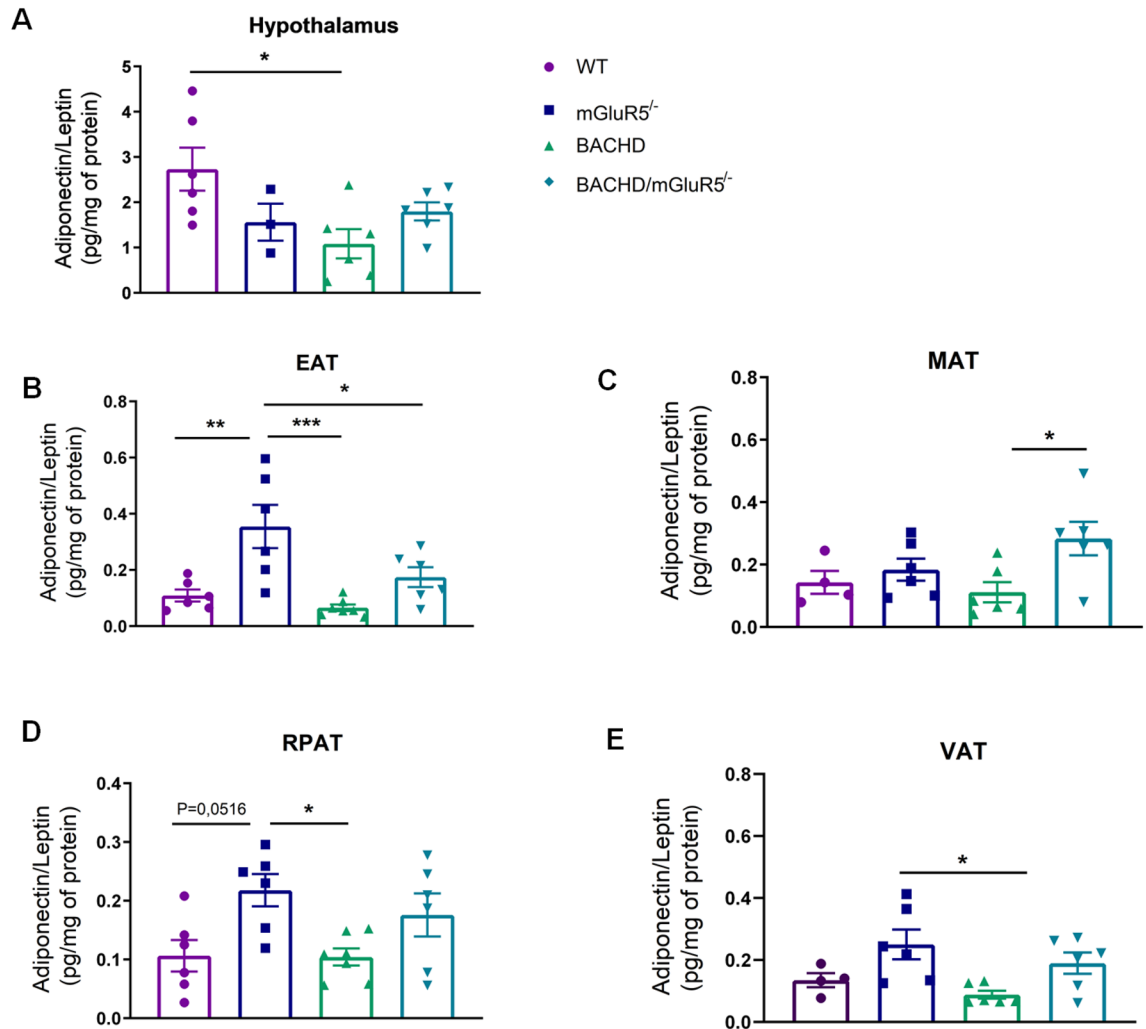 A
Hypothalamus
Adiponectin/Leptin
(pg/mg of protein)
5
4
3
2
1
0
*
WT
mGluR5/-
BACHD
BACHD/mGluR5/-
B
EAT
Adiponectin/Leptin
(pg/mg of protein)
0.8
0.6
0.4
0.2
0.0
**
***
*
C
MAT
Adiponectin/Leptin
(pg/mg of protein)
0.8
0.6
0.4
0.2
0.0
*
D
RPAT
Adiponectin/Leptin
(pg/mg of protein)
0.4
0.3
0.2
0.1
0.0
P=0,0516
*
E
VAT
Adiponectin/Leptin
(pg/mg of protein)
0.8
0.6
0.4
0.2
0.0
*